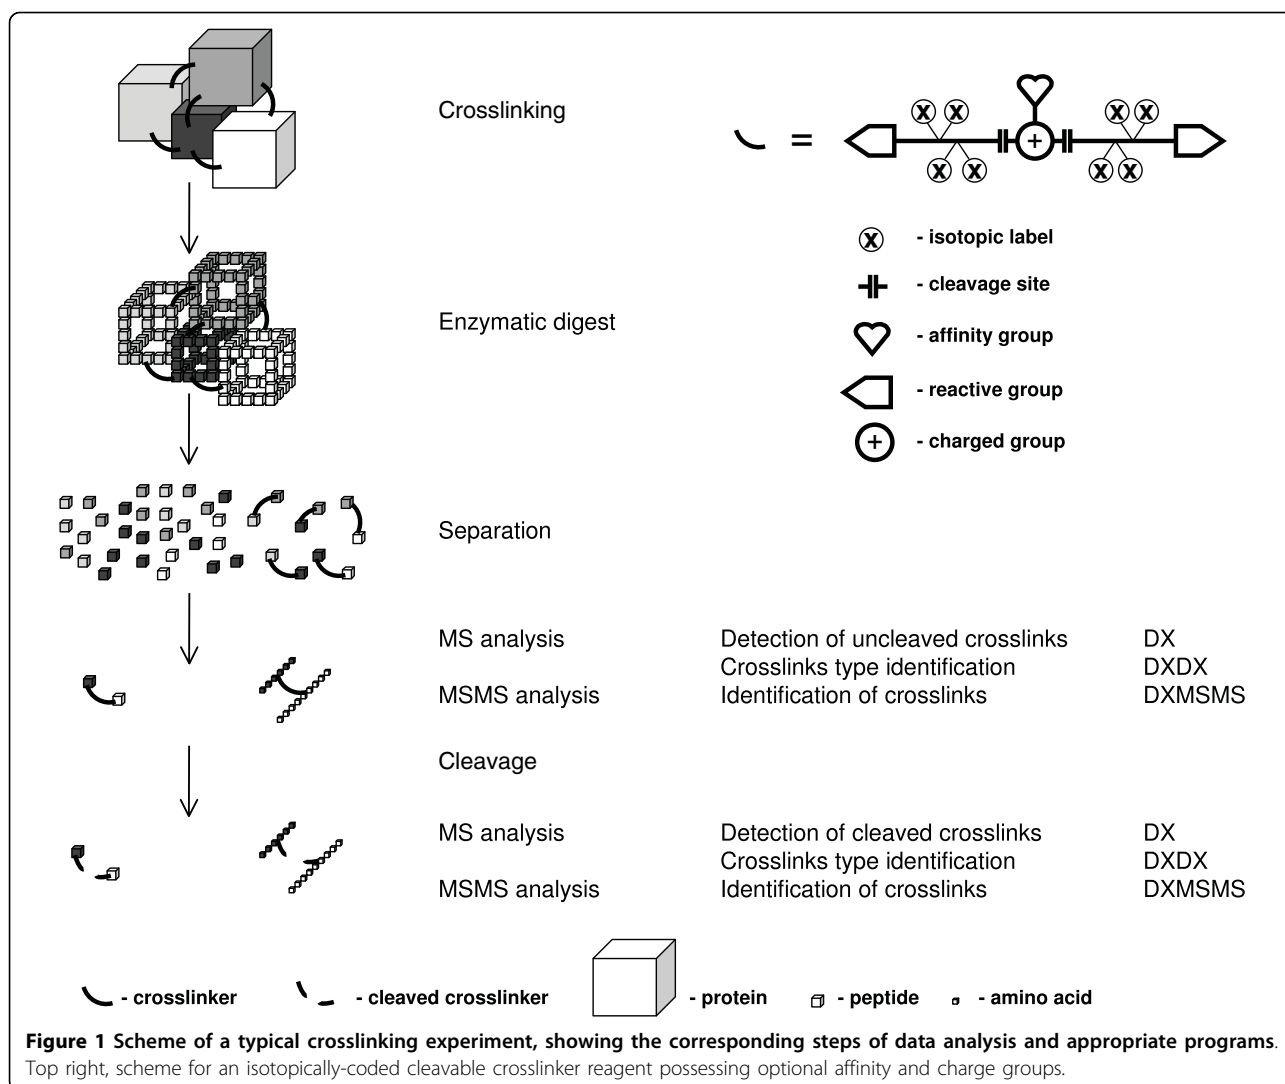 Crosslinking
=
X X X X + X X X X
X - isotopic label
- cleavage site
- affinity group
- reactive group
+ - charged group
Enzymatic digest
Separation
MS analysis Detection of uncleaved crosslinks DX
Crosslinks type identification DXDX
MSMS analysis Identification of crosslinks DXMSMS
Cleavage
MS analysis Detection of cleaved crosslinks DX
Crosslinks type identification DXDX
MSMS analysis Identification of crosslinks DXMSMS
- crosslinker - cleaved crosslinker - protein - peptide - amino acid
Figure 1 Scheme of a typical crosslinking experiment, showing the corresponding steps of data analysis and appropriate programs.
Top right, scheme for an isotopically-coded cleavable crosslinker reagent possessing optional affinity and charge groups.